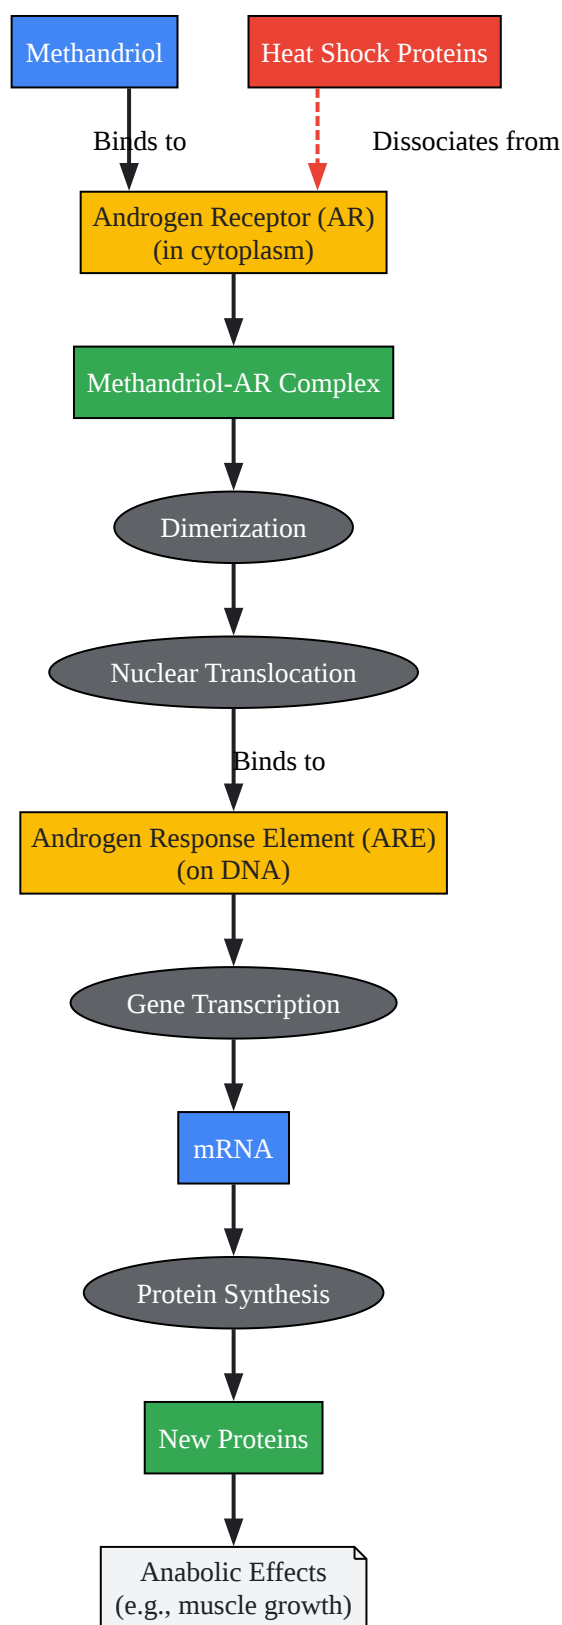 Methandriol
Heat Shock Proteins
Binds to
Dissociates from
Androgen Receptor (AR)
(in cytoplasm)
Methandriol-AR Complex
Dimerization
Nuclear Translocation
Binds to
Androgen Response Element (ARE)
(on DNA)
Gene Transcription
mRNA
Protein Synthesis
New Proteins
Anabolic Effects
(e.g., muscle growth)